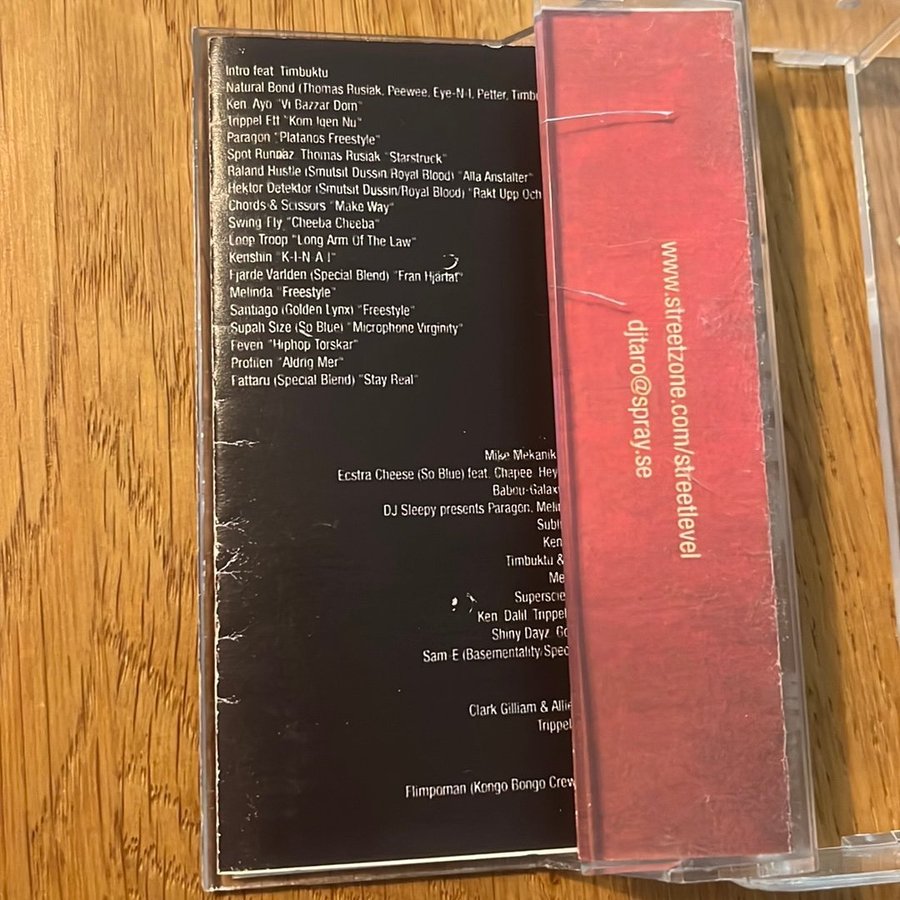 Intro feat. Timbuktu
Natural Bond (Thomas Rusiak, Peewee, Eye-N-I, Petter, Timbu
Ken, Ayo "Vi Bazzar Dom"
Trippel Ett "Kom Igen Nu"
Paragon "Platanos Freestyle"
Spot Runnaz, Thomas Rusiak "Starstruck"
Raland Hustle (Smutsit Dussin Royal Blood) "Alla Anstalter"
Hektor Detektor (Smutsit Dussin/Royal Blood) "Rakt Upp Och
Chords & Scissors "Make Way"
Swing Fly "Cheeba Cheeba"
Loop Troop "Long Arm Of The Law"
Kenshin "K-I-N-A-I"
Fjärde Världen (Special Blend) "Från Hjärtat"
Melinda "Freestyle"
Santiago (Golden Lynx) "Freestyle"
Supah Size (So Blue) "Microphone Virginity"
Feven "Hiphop Torskar"
Profilen "Aldrig Mer"
Fattaru (Special Blend) "Stay Real"
Mike Mekanik
Ecstra Cheese (So Blue) feat. Chapee, Hey
Babou-Galax
DJ Sleepy presents Paragon, Melin
Subli
Ken
Timbuktu &
Me
Superscie
Ken, Dalil, Trippel
Shiny Dayz, Go
Sam-E (Basementality/Spec
Clark Gilliam & Allie
Trippel
Flimpoman (Kongo Bongo Crew
www.streetzone.com/streetlevel
djtaro@spray.se